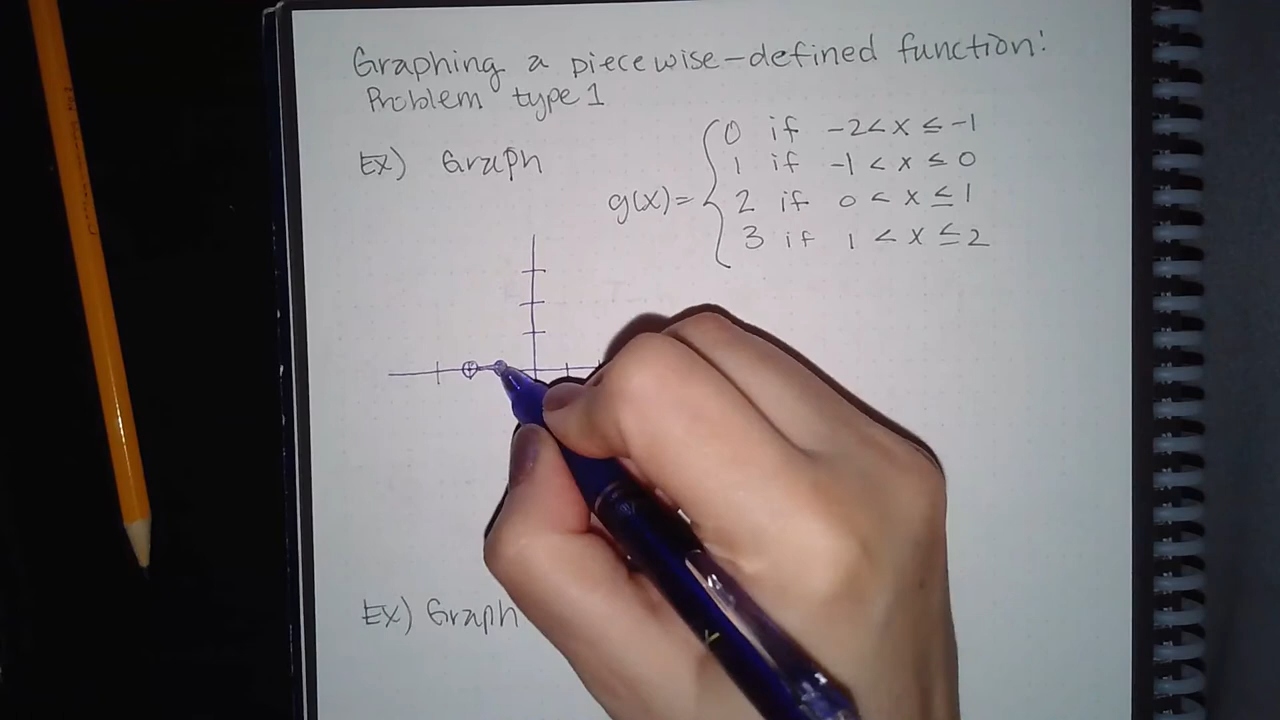 Graphing a piecewise-defined function:
Problem type 1
Ex) Graph
g(x)= { 0 if -2<x≤-1
1 if -1<x≤0
2 if 0<x≤1
3 if 1<x≤2
Ex) Graph